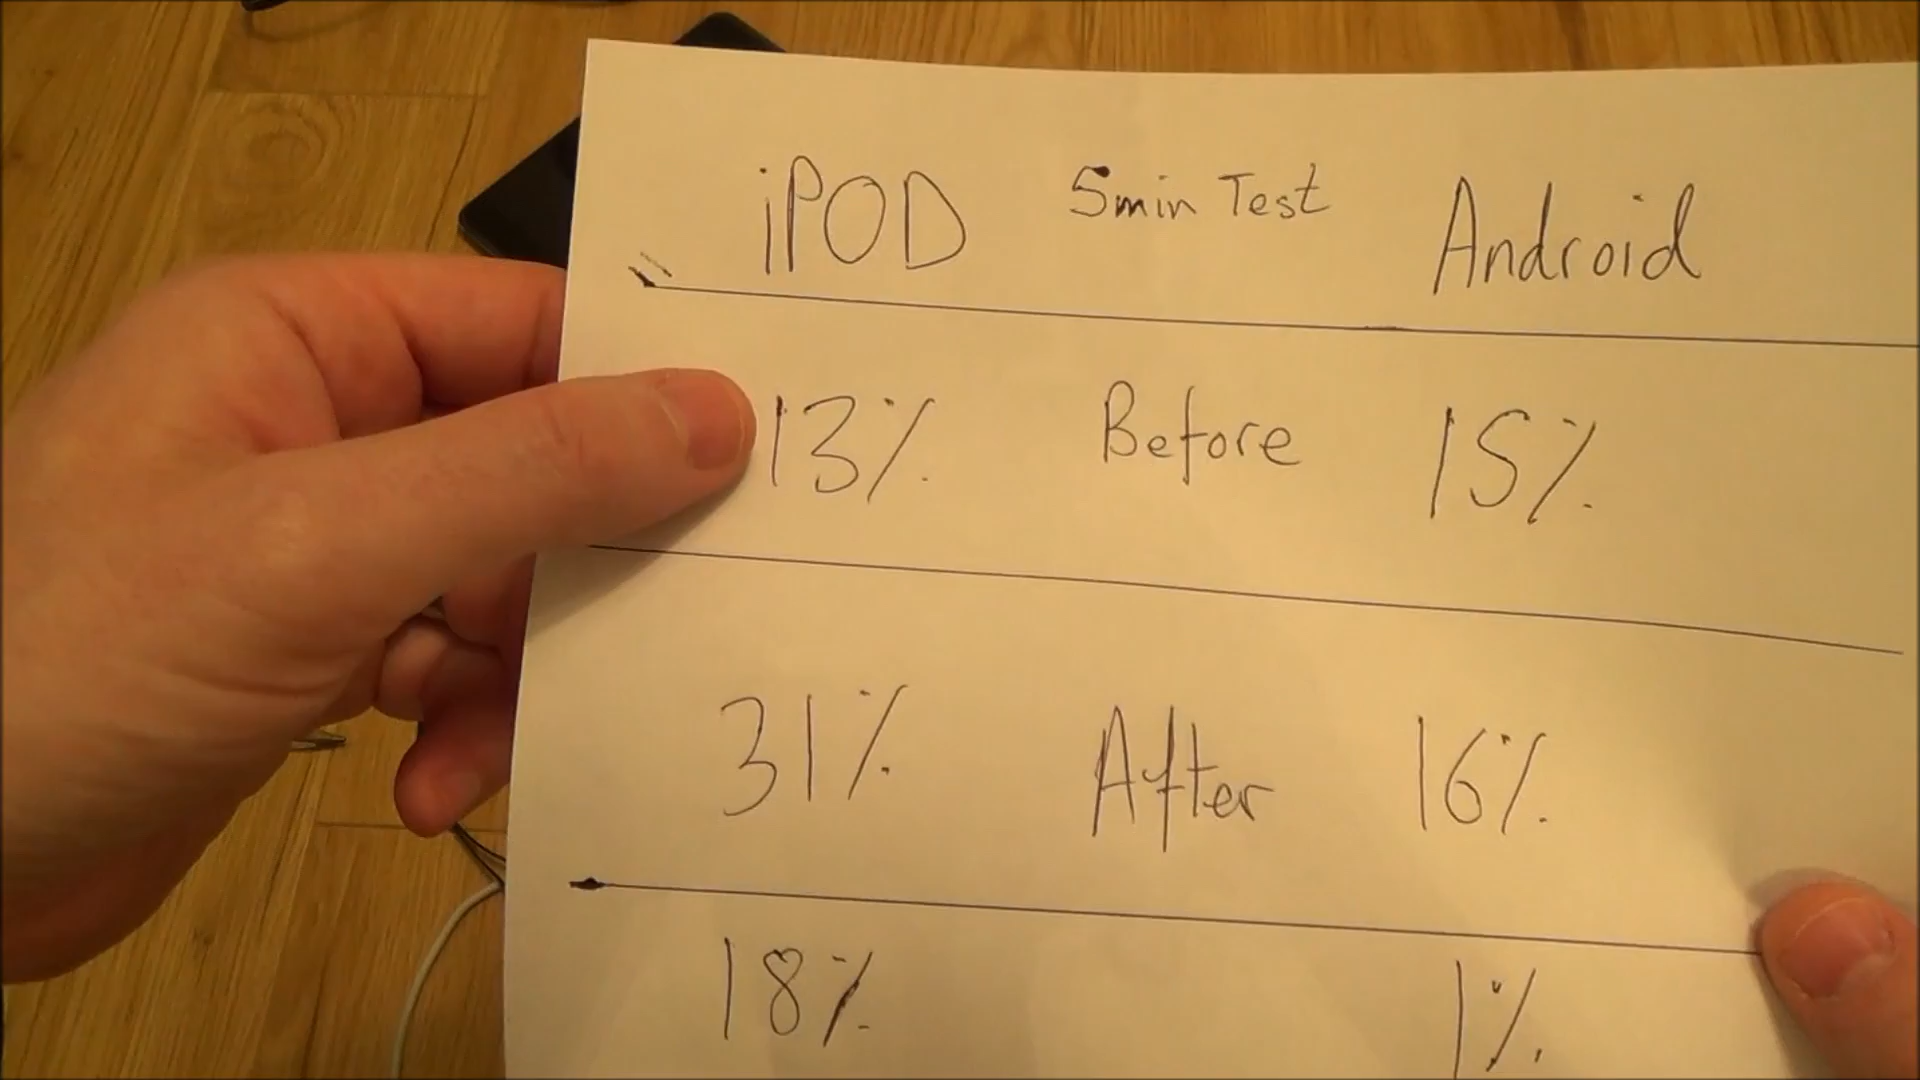 iPOD 5min Test Android
13% Before 15%
31% After 16%
18% 1%